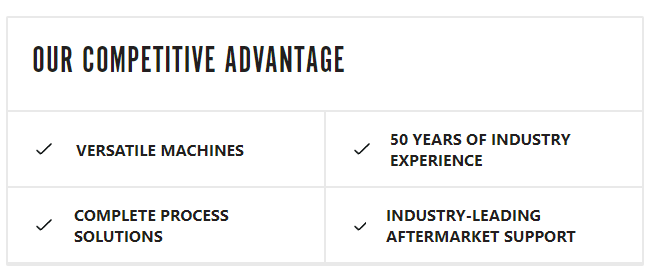 OUR COMPETITIVE ADVANTAGE
VERSATILE MACHINES
50 YEARS OF INDUSTRY
EXPERIENCE
COMPLETE PROCESS
SOLUTIONS
INDUSTRY-LEADING
AFTERMARKET SUPPORT